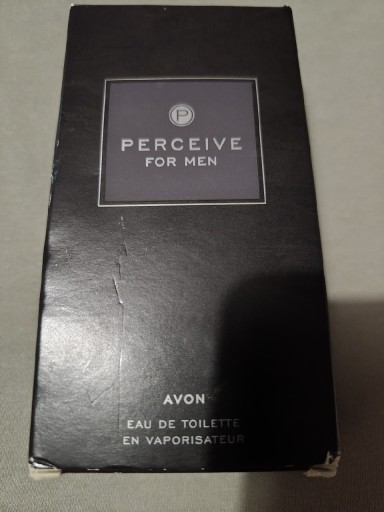 P
PERCEIVE
FOR MEN
AVON
EAU DE TOILETTE
EN VAPORISATEUR